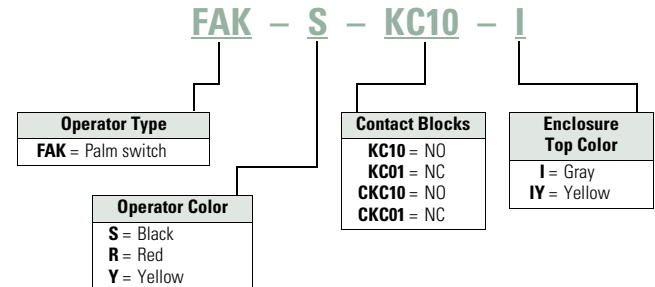 FAK – S – KC10 – I
Operator Type
FAK = Palm switch
Operator Color
S = Black
R = Red
Y = Yellow
Contact Blocks
KC10 = NO
KC01 = NC
CKC10 = NO
CKC01 = NC
Enclosure
Top Color
I = Gray
IY = Yellow